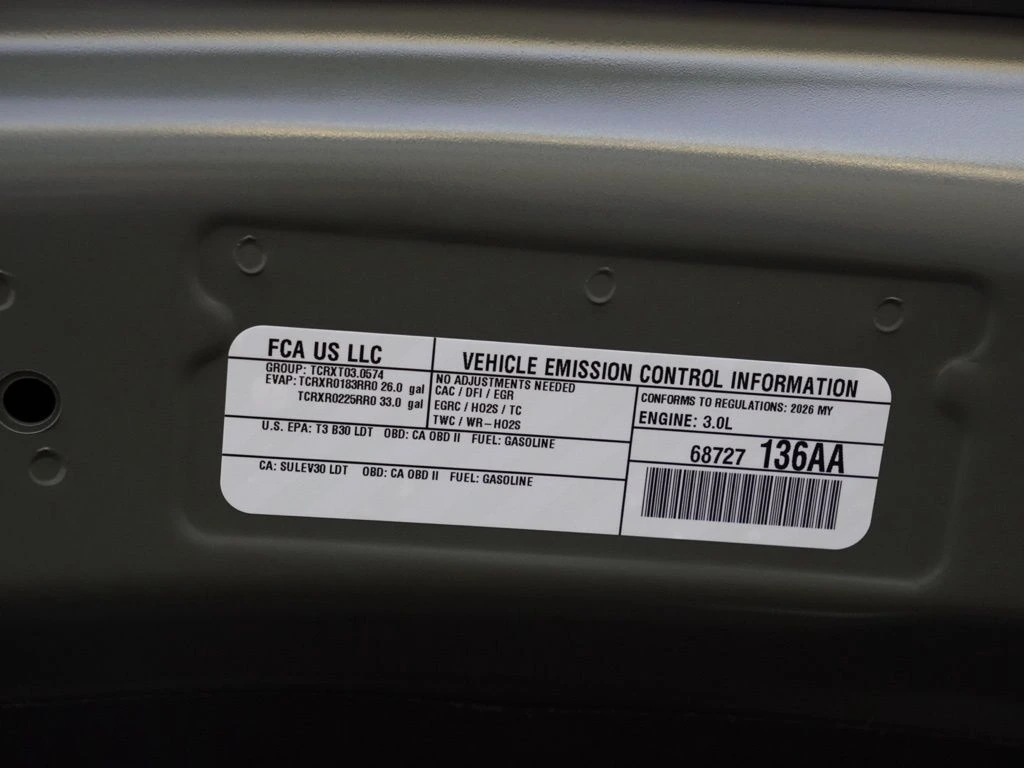 FCA US LLC
GROUP: TCRXT03.0574
EVAP: TCRXR0183RR0 26.0 gal
TCRXR0225RR0 33.0 gal
VEHICLE EMISSION CONTROL INFORMATION
NO ADJUSTMENTS NEEDED
CAC / DFI / EGR
EGRC / HO2S / TC
TWC / WR-HO2S
CONFORMS TO REGULATIONS: 2026 MY
ENGINE: 3.0L
U.S. EPA: T3 B30 LDT OBD: CA OBD II FUEL: GASOLINE
68727 136AA
CA: SULEV30 LDT OBD: CA OBD II FUEL: GASOLINE